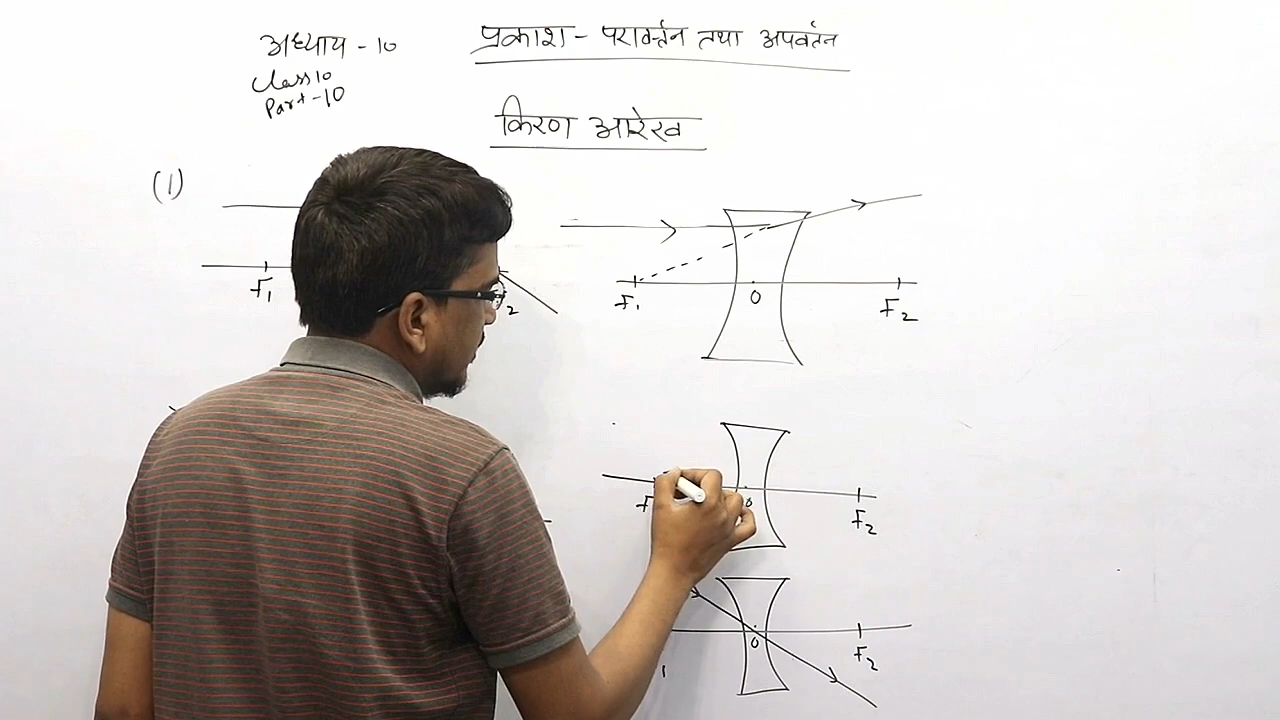 अध्याय - 10
प्रकाश - परावर्तन तथा अपवर्तन
Class 10
Part - 10
किरण आरेख
(1)
F₁
F₁ O F₂
O F₂
O F₂